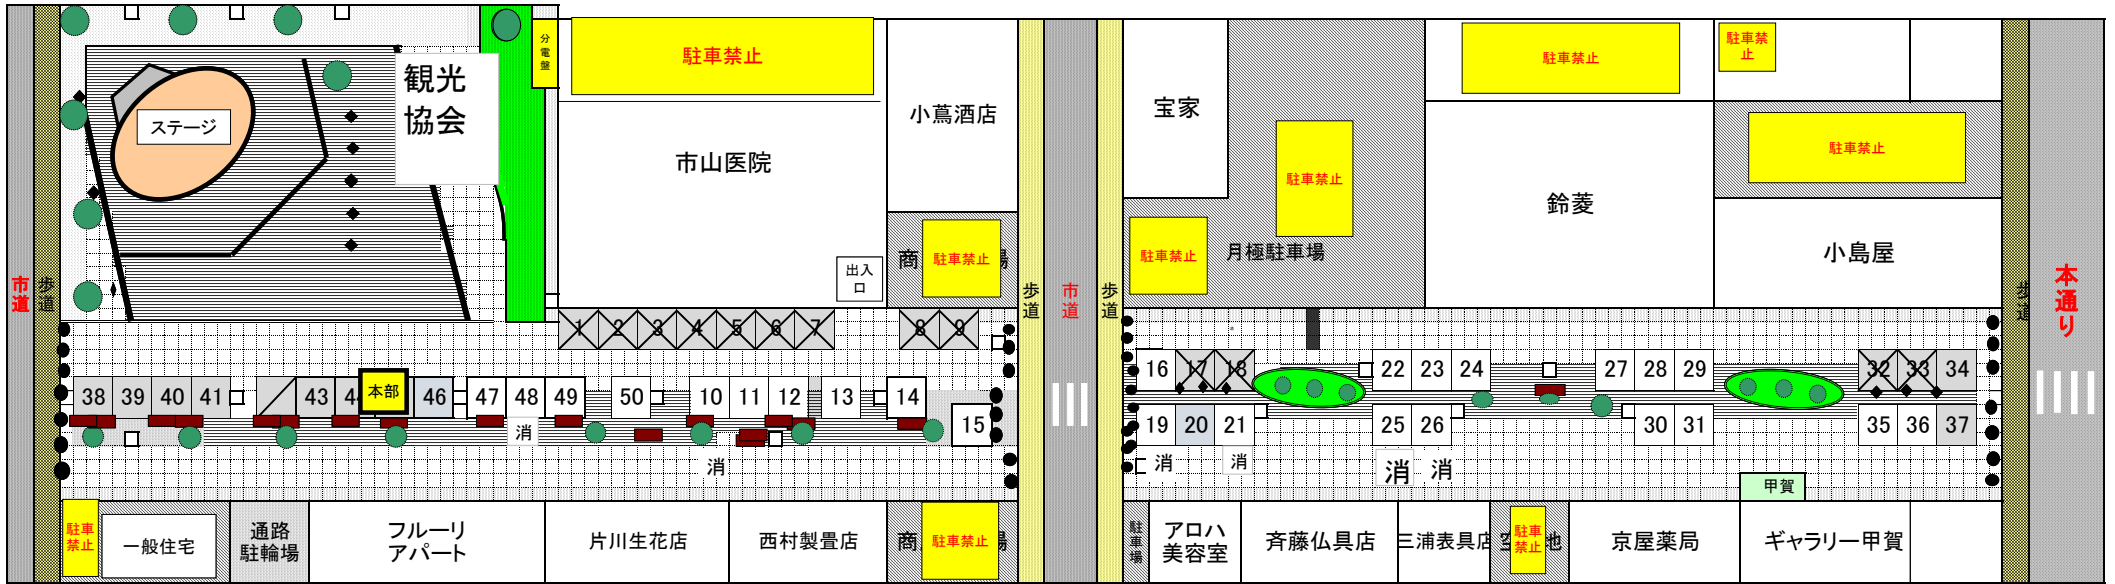 分電盤
駐車禁止
観光
協会
ステージ
小蔦酒店
市山医院
駐車禁止
出入
口
宝家
駐車禁止
駐車禁止
月極駐車場
駐車禁止
鈴菱
駐車禁
止
駐車禁止
小島屋
市道
歩道
歩道
市道
歩道
歩道
本通り
1 2 3 4 5 6 7 8 9
38 39 40 41 43 本部 46 47 48 49 50 10 11 12 13 14
15
消
消
16 17 18 22 23 24 27 28 29 32 33 34
19 20 21 25 26 30 31 35 36 37
消 消 消 消
甲賀
駐車
禁止
一般住宅
通路
駐輪場
フルーリ
アパート
片川生花店
西村製畳店
商
駐車禁止
場
駐車場
アロハ
美容室
斉藤仏具店
三浦表具店
空
駐車
禁止
地
京屋薬局
ギャラリー甲賀